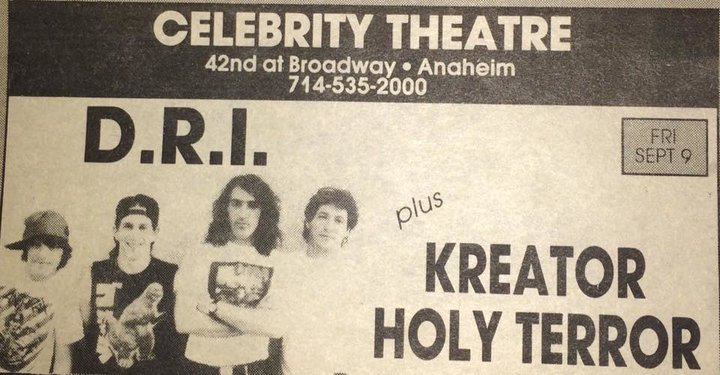 CELEBRITY THEATRE
42nd at Broadway • Anaheim
714-535-2000
D.R.I.
FRI
SEPT 9
plus
KREATOR
HOLY TERROR